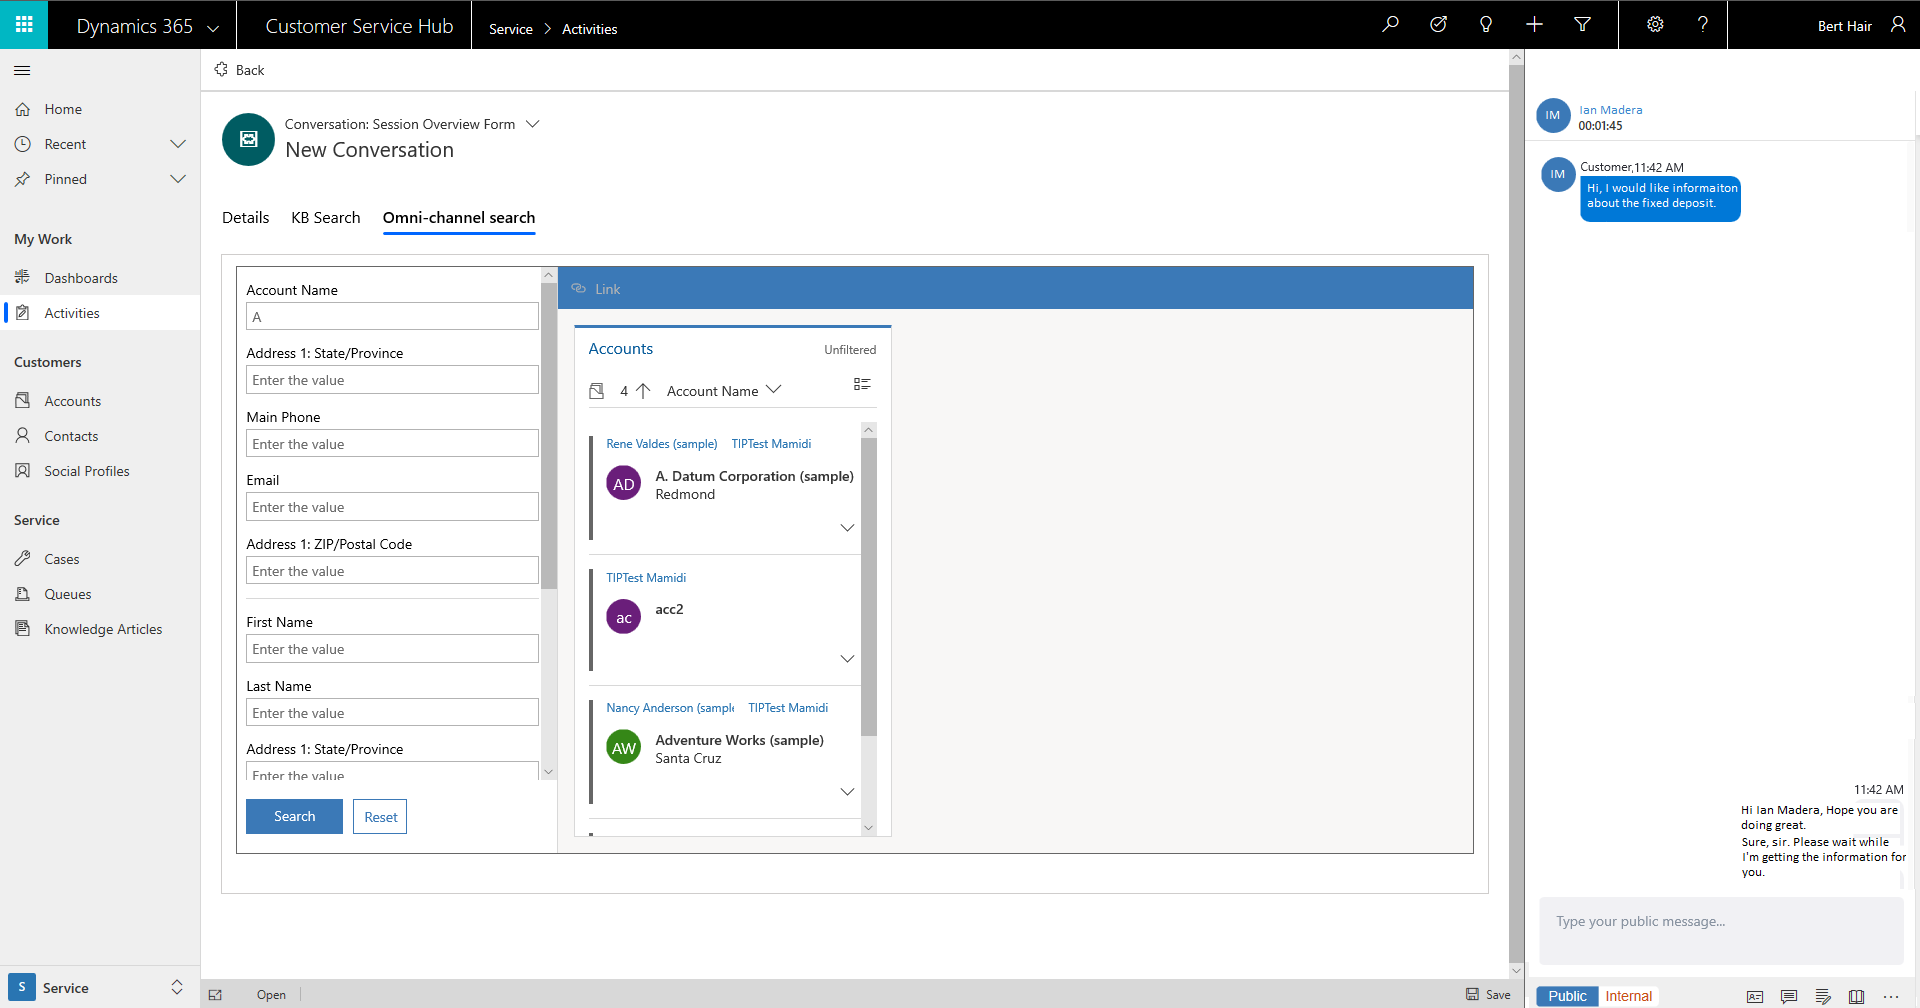 Dynamics 365
Customer Service Hub
Service > Activities
Bert Hair
Home
Recent
Pinned
My Work
Dashboards
Activities
Customers
Accounts
Contacts
Social Profiles
Service
Cases
Queues
Knowledge Articles
S Service
Back
Conversation: Session Overview Form
New Conversation
Details KB Search Omni-channel search
Account Name
A
Address 1: State/Province
Enter the value
Main Phone
Enter the value
Email
Enter the value
Address 1: ZIP/Postal Code
Enter the value
First Name
Enter the value
Last Name
Enter the value
Address 1: State/Province
Enter the value
Search Reset
Link
Accounts Unfiltered
4 Account Name
Rene Valdes (sample) TIPTest Mamidi
AD
A. Datum Corporation (sample)
Redmond
TIPTest Mamidi
ac
acc2
Nancy Anderson (sample TIPTest Mamidi
AW
Adventure Works (sample)
Santa Cruz
Open
Save
IM
Ian Madera
00:01:45
IM
Customer,11:42 AM
Hi, I would like informaiton
about the fixed deposit.
11:42 AM
Hi Ian Madera, Hope you are
doing great.
Sure, sir. Please wait while
I'm getting the information for
you.
Type your public message...
Public Internal